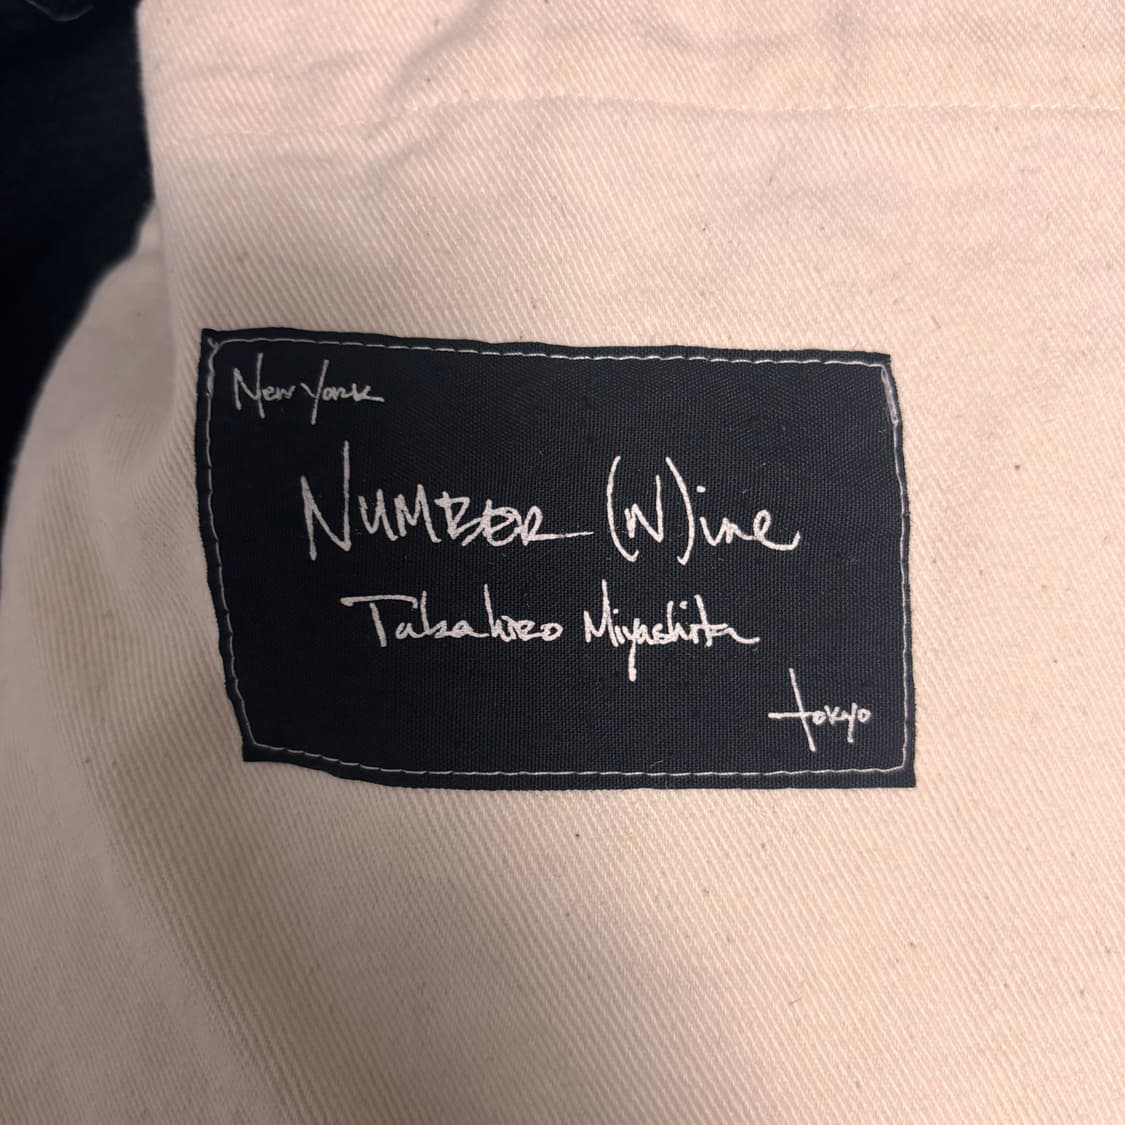 New York
NUMBER (N)ine
Takahiro Miyashita
tokyo